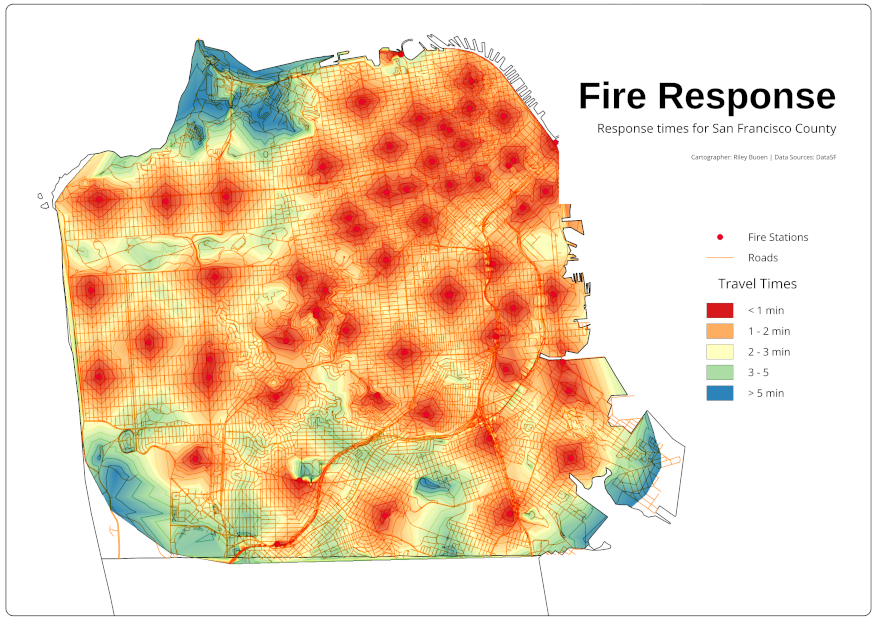 Fire Response
Response times for San Francisco County
Cartographer: Riley Buoen | Data Sources: DataSF
Fire Stations
Roads
Travel Times
< 1 min
1 - 2 min
2 - 3 min
3 - 5
> 5 min